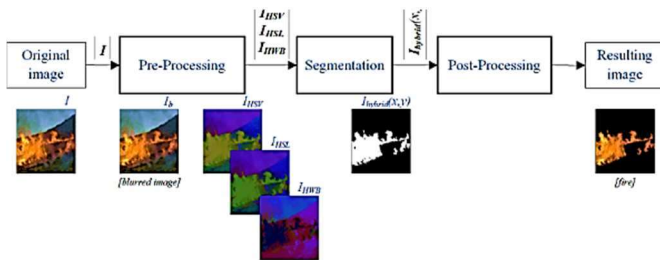 I_HSV
I_HSL
I_HWB
I_hybrid(x,
Original
image
I
Pre-Processing
Segmentation
Post-Processing
Resulting
image
I
I_b
I_HSV
I_hybrid(x,y)
I_HSL
I_HWB
[blurred image]
[fire]